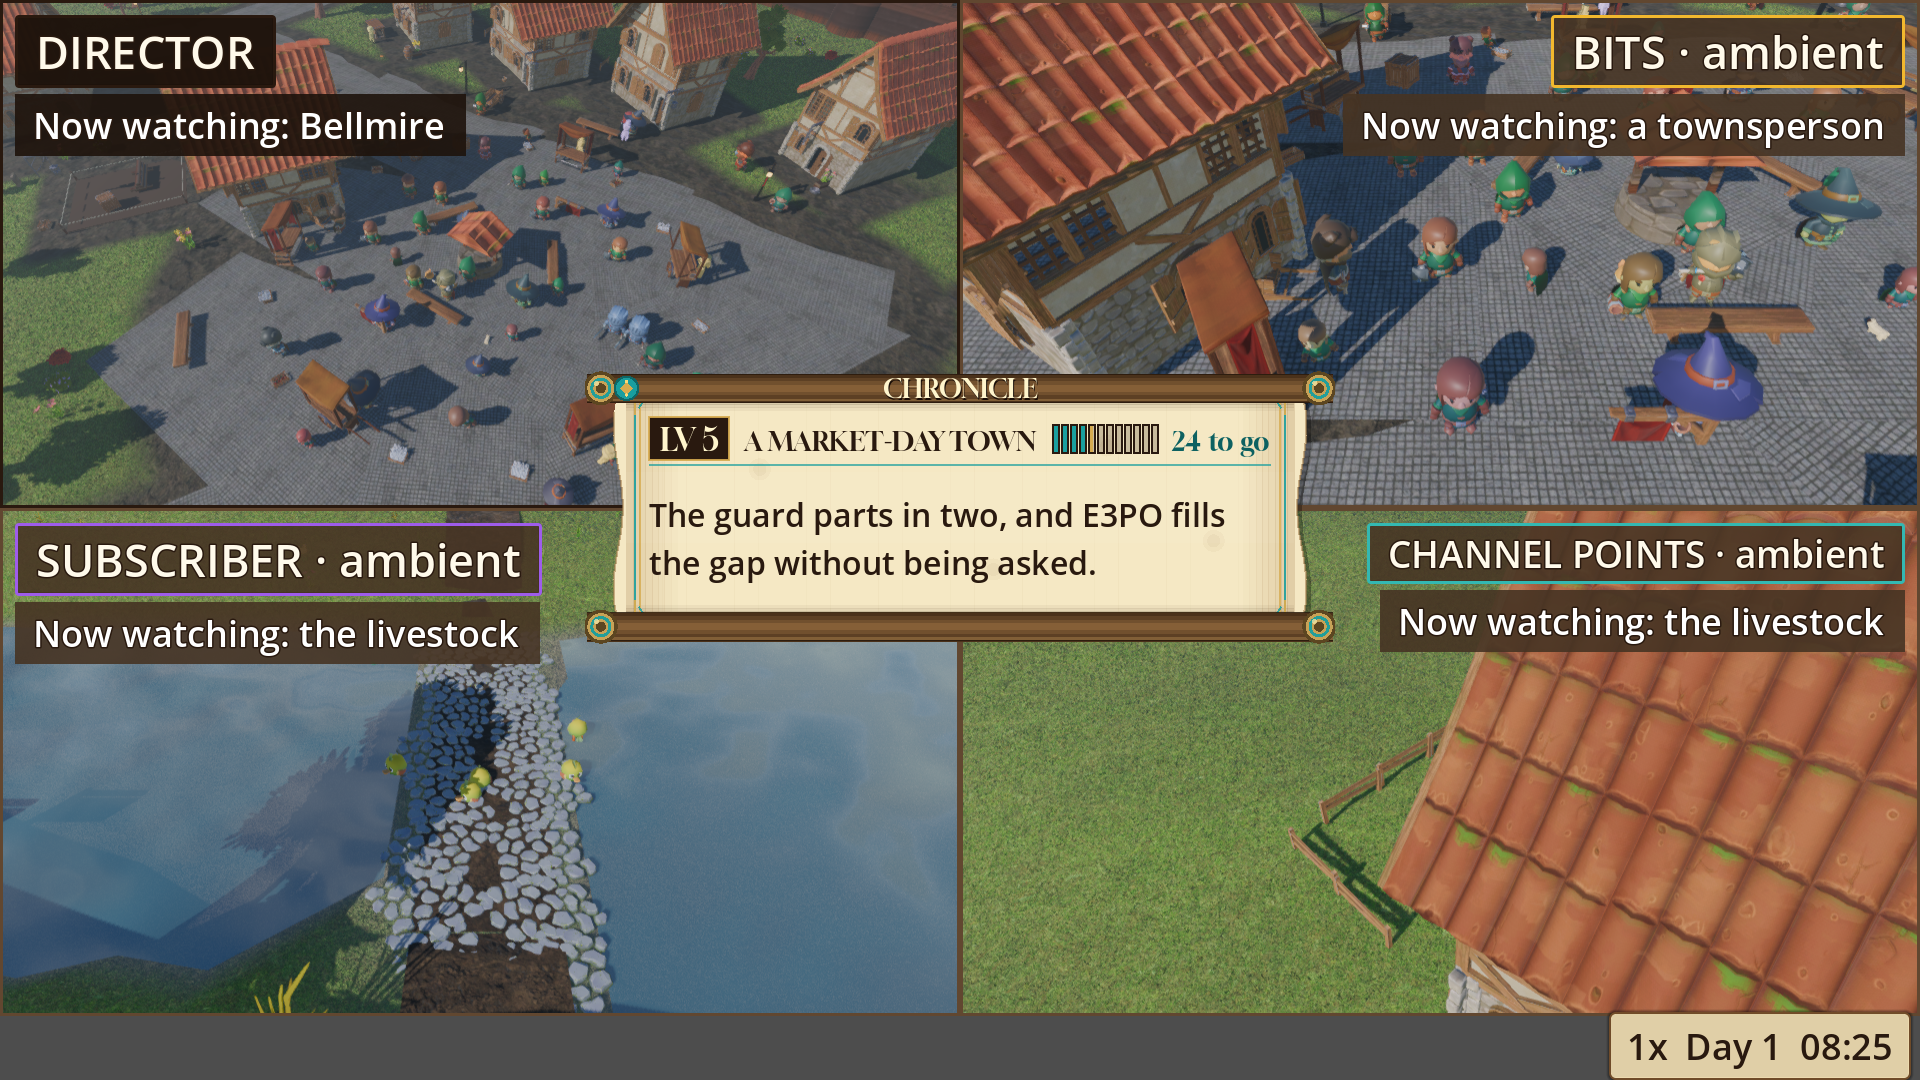 DIRECTOR
Now watching: Bellmire
BITS · ambient
Now watching: a townsperson
CHRONICLE
LV 5 A MARKET-DAY TOWN 24 to go
The guard parts in two, and E3PO fills
the gap without being asked.
SUBSCRIBER · ambient
Now watching: the livestock
CHANNEL POINTS · ambient
Now watching: the livestock
1x Day 1 08:25